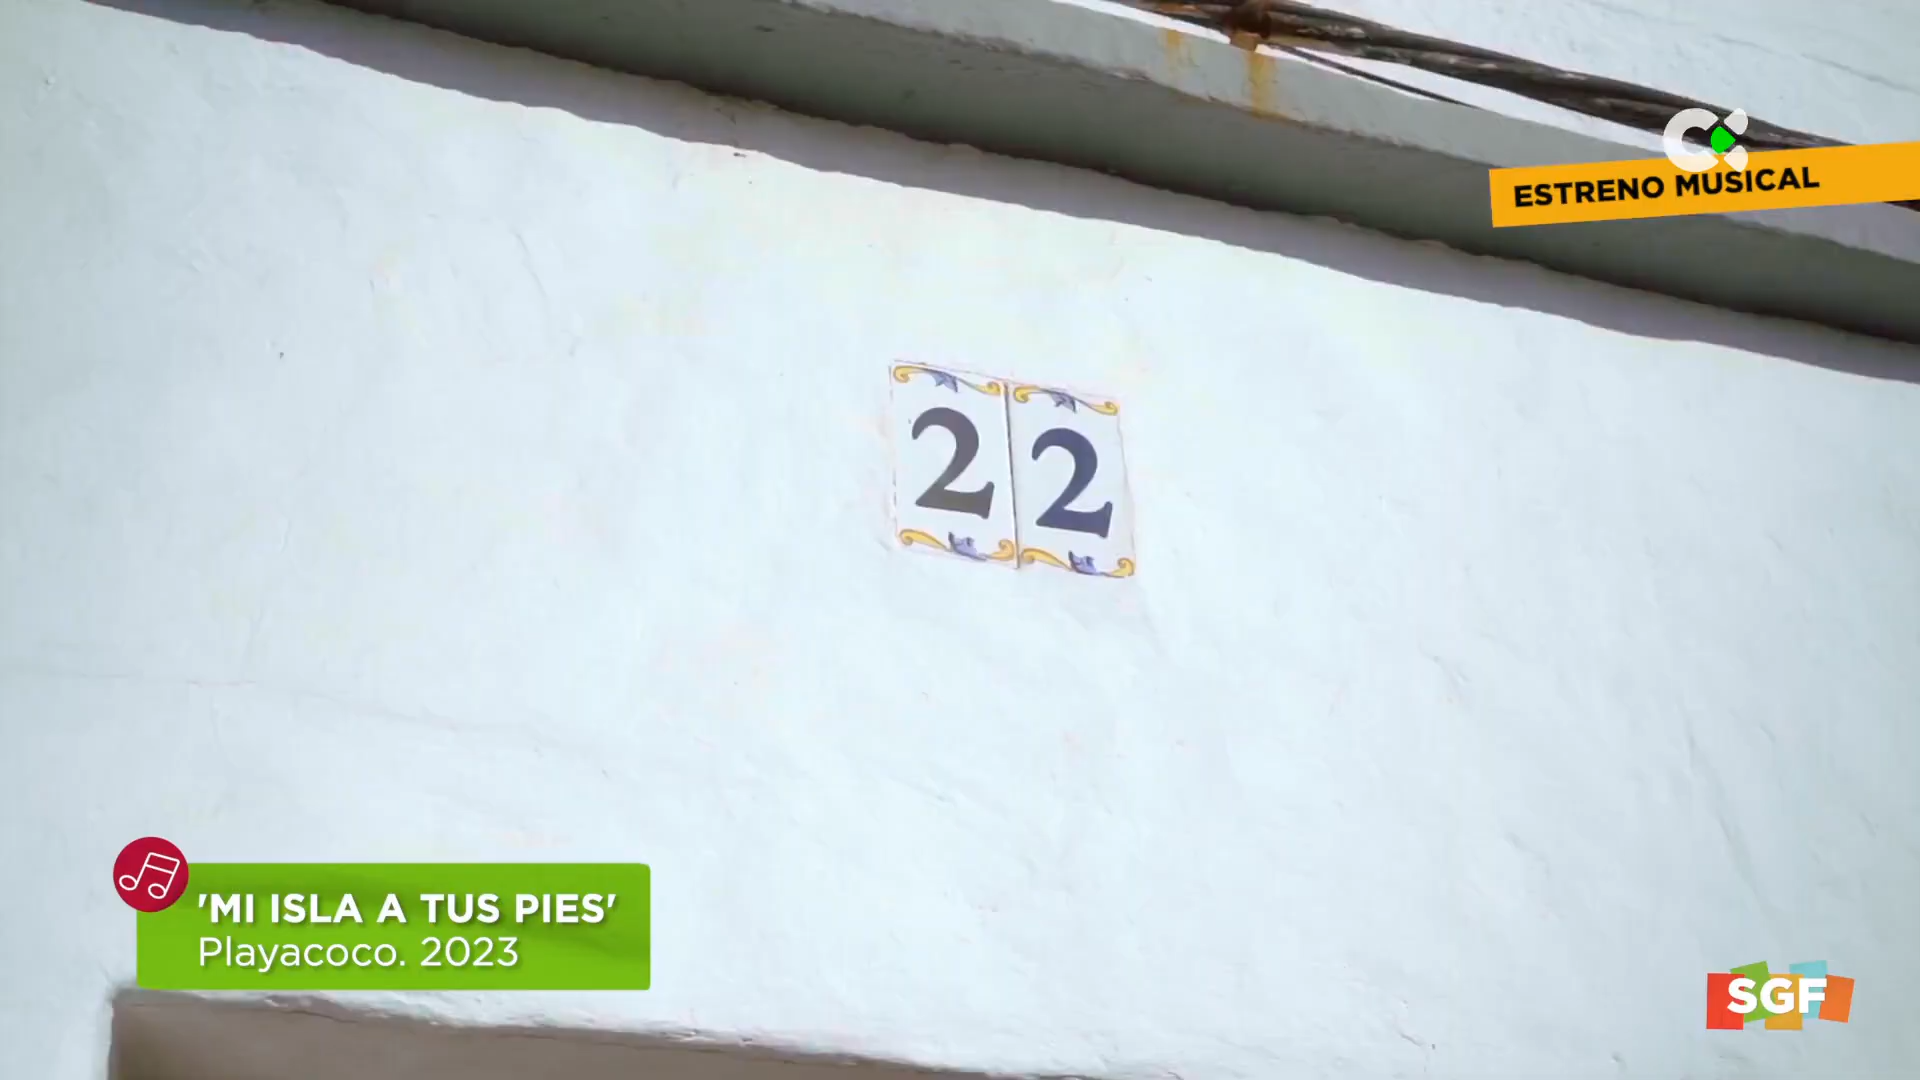 ESTRENO MUSICAL
22
'MI ISLA A TUS PIES'
Playacoco. 2023
SGF